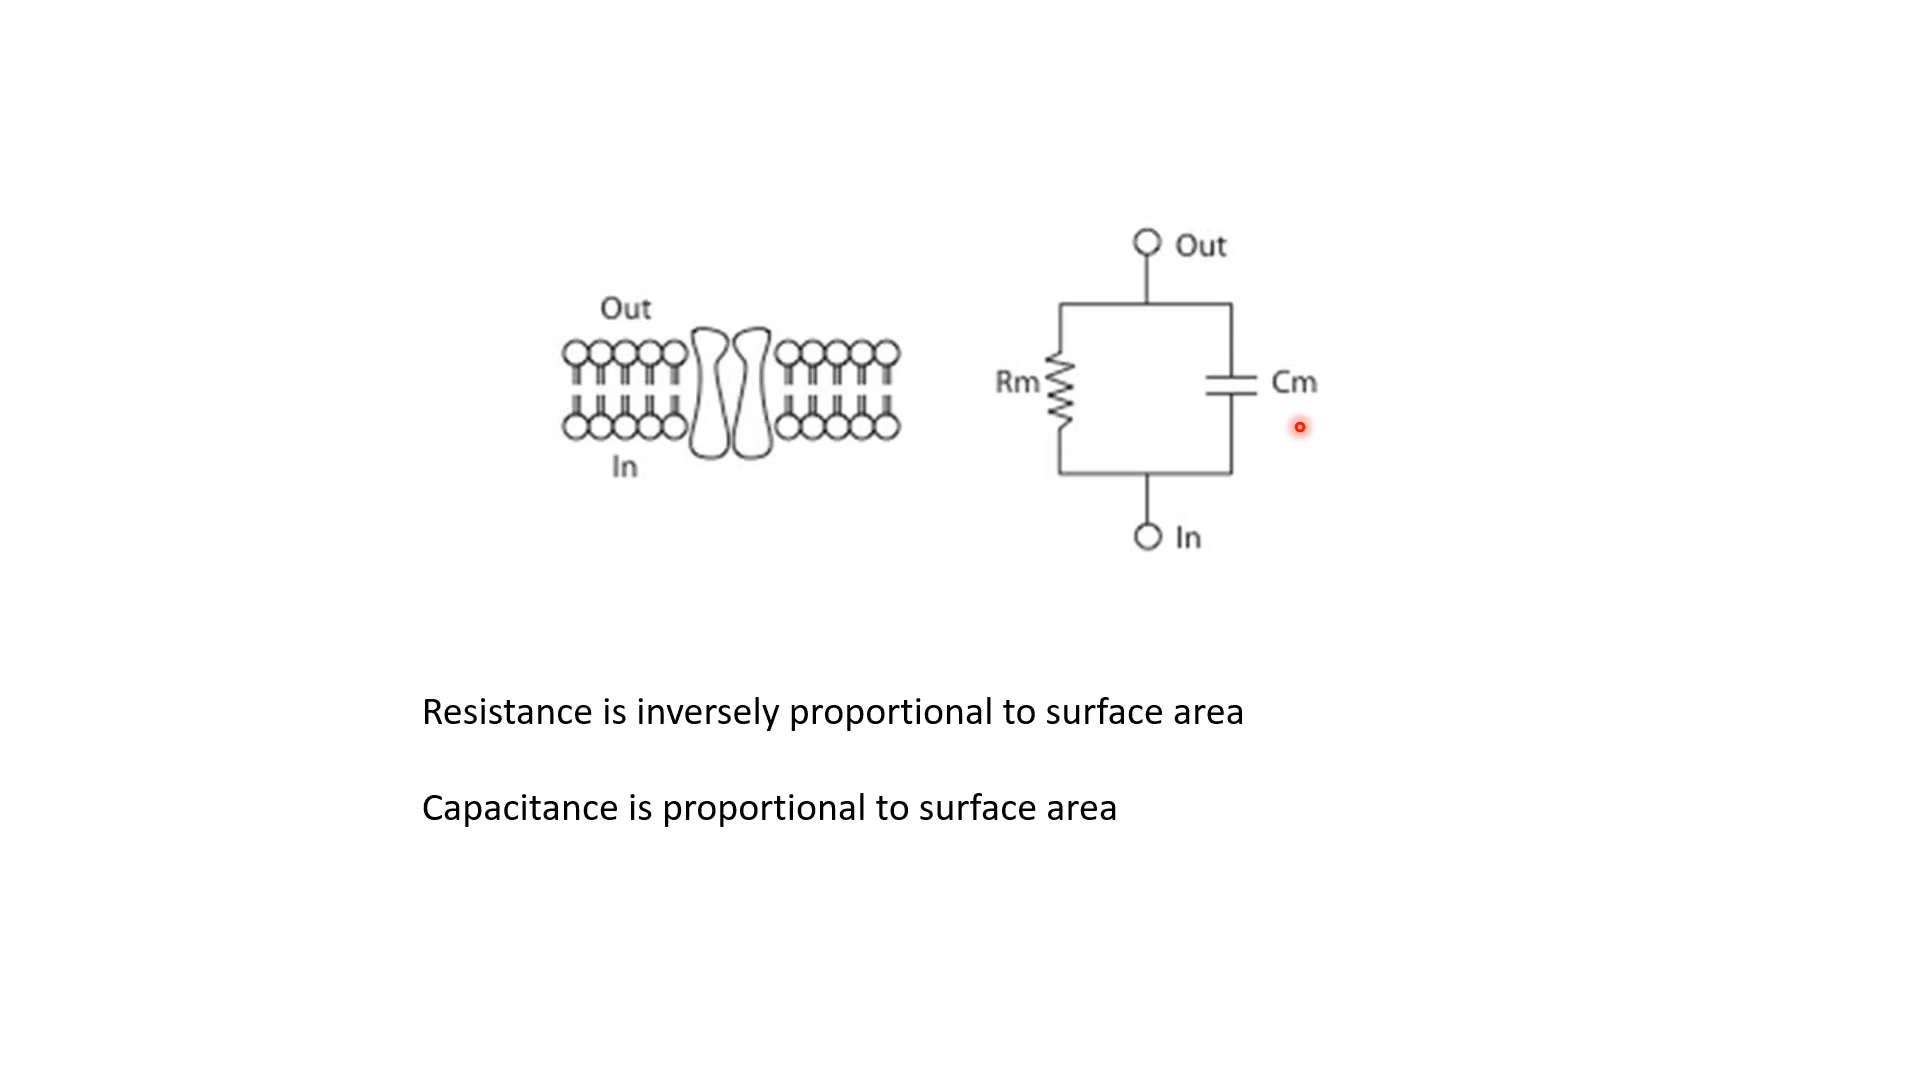 Out
In
Out
Rm
Cm
In
Resistance is inversely proportional to surface area
Capacitance is proportional to surface area